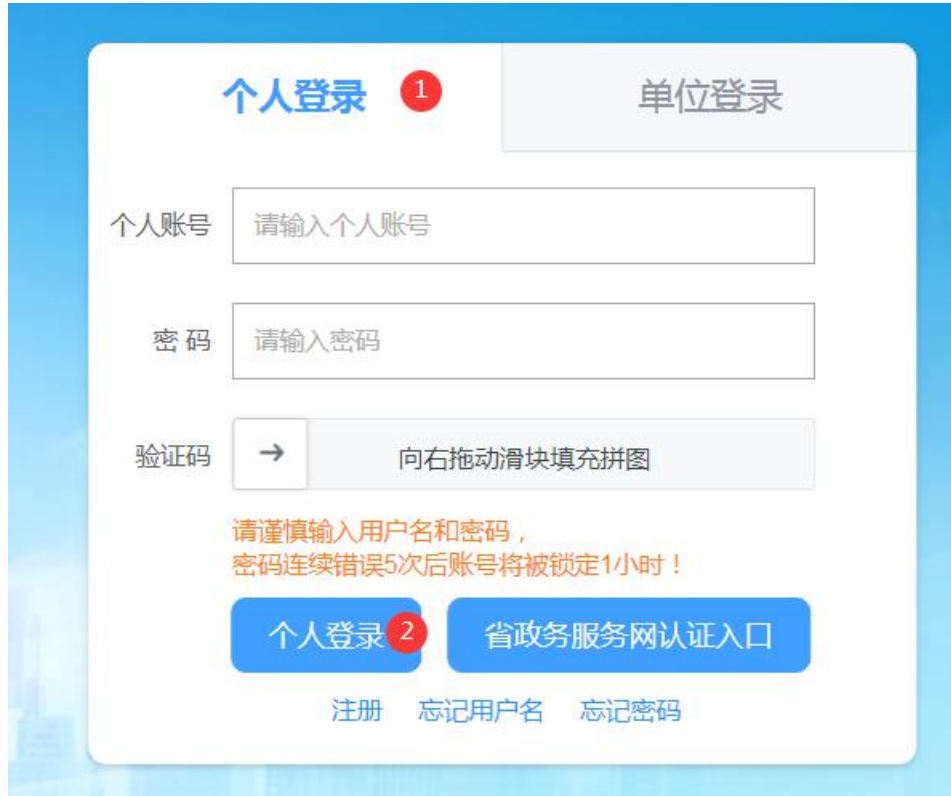 个人登录 1 单位登录
个人账号 请输入个人账号
密 码 请输入密码
验证码 → 向右拖动滑块填充拼图
请谨慎输入用户名和密码，
密码连续错误5次后账号将被锁定1小时！
个人登录 2 省政务服务网认证入口
注册 忘记用户名 忘记密码